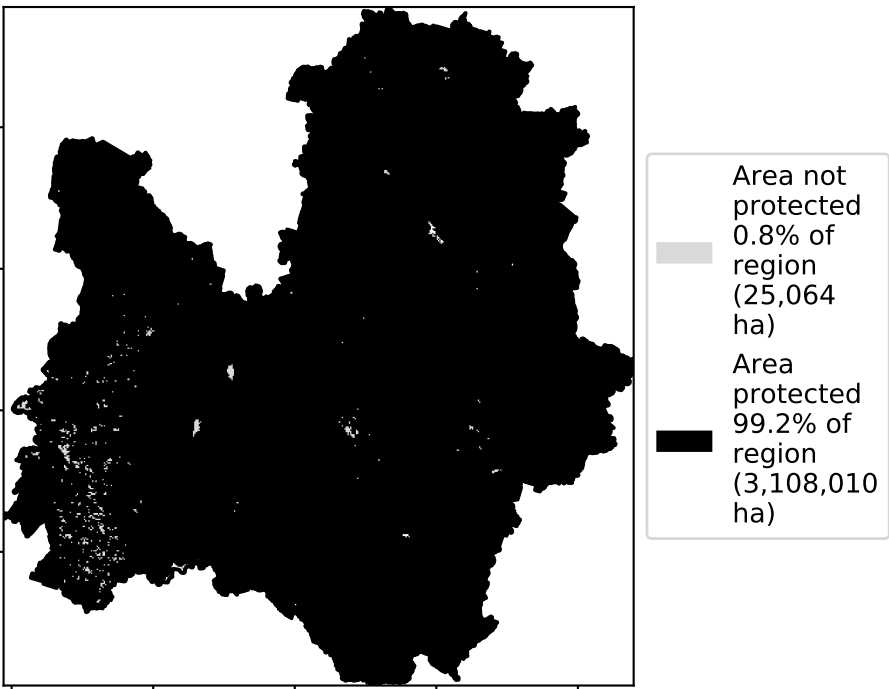 Area not
protected
0.8% of
region
(25,064
ha)
Area
protected
99.2% of
region
(3,108,010
ha)